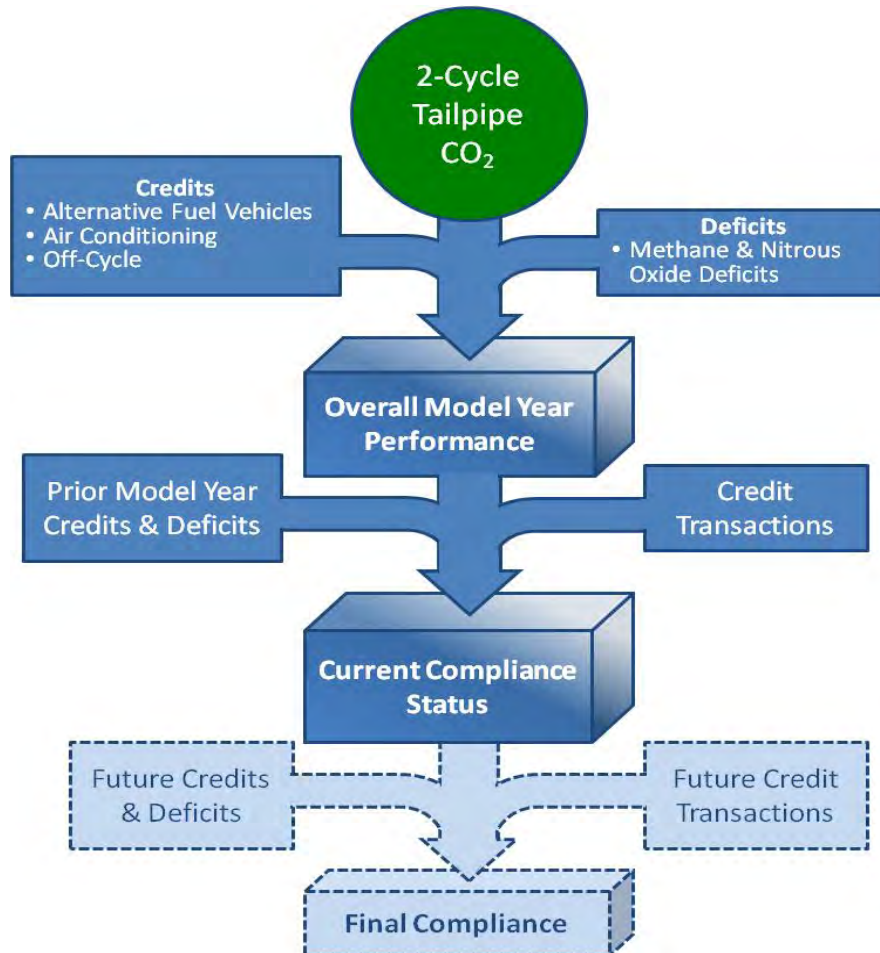 2-Cycle
Tailpipe
CO₂
Credits
• Alternative Fuel Vehicles
• Air Conditioning
• Off-Cycle
Deficits
• Methane & Nitrous
Oxide Deficits
Overall Model Year
Performance
Prior Model Year
Credits & Deficits
Credit
Transactions
Current Compliance
Status
Future Credits
& Deficits
Future Credit
Transactions
Final Compliance